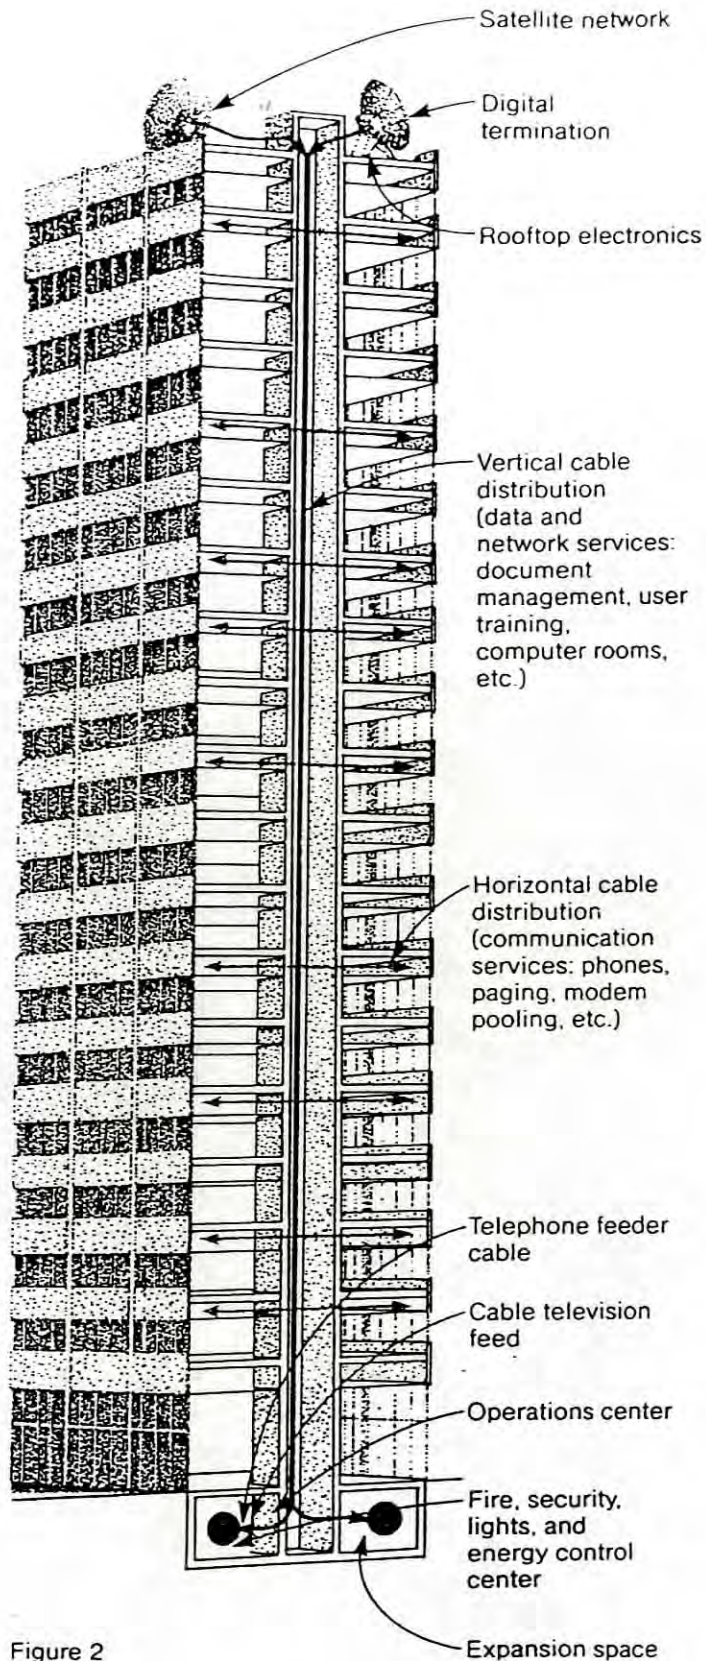 Satellite network
Digital
termination
Rooftop electronics
Vertical cable
distribution
(data and
network services:
document
management, user
training,
computer rooms,
etc.)
Horizontal cable
distribution
(communication
services: phones,
paging, modem
pooling, etc.)
Telephone feeder
cable
Cable television
feed
Operations center
Fire, security,
lights, and
energy control
center
Expansion space
Figure 2